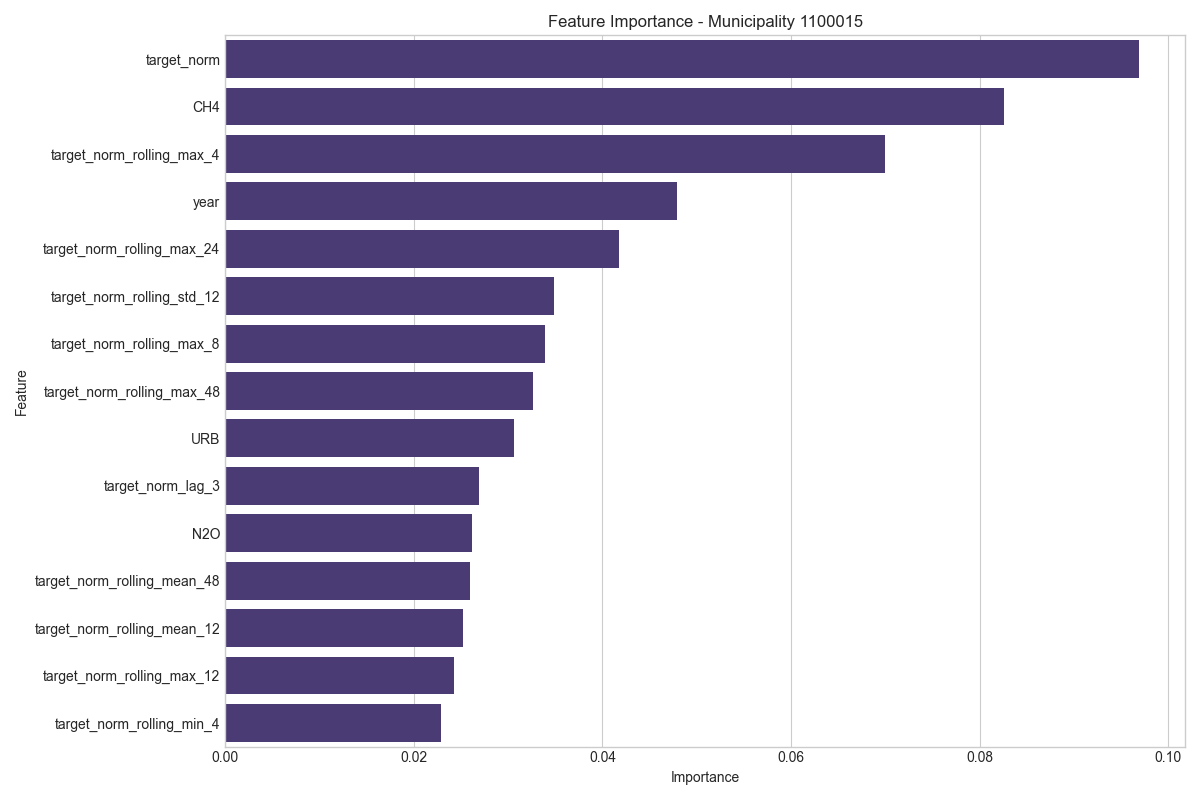 Feature Importance - Municipality 1100015
target_norm
CH4
target_norm_rolling_max_4
year
target_norm_rolling_max_24
target_norm_rolling_std_12
target_norm_rolling_max_8
target_norm_rolling_max_48
URB
target_norm_lag_3
N2O
target_norm_rolling_mean_48
target_norm_rolling_mean_12
target_norm_rolling_max_12
target_norm_rolling_min_4
Feature
0.00 0.02 0.04 0.06 0.08 0.10
Importance